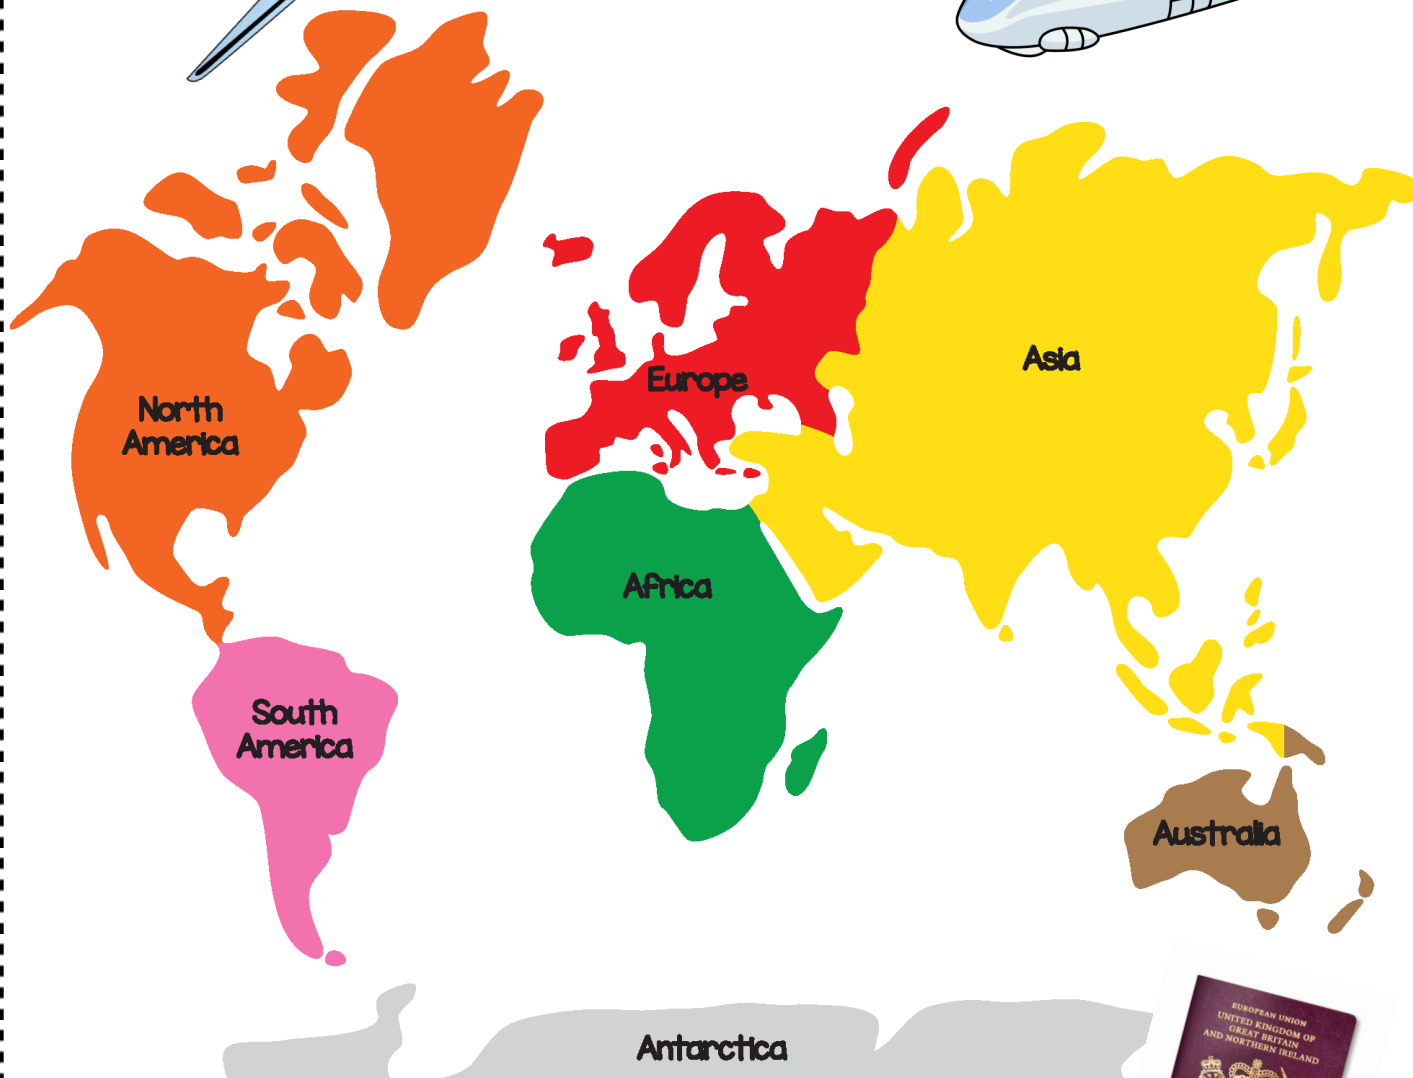 Asia
Europe
North
America
Africa
South
America
Australia
Antarctica
EUROPEAN UNION
UNITED KINGDOM OF
GREAT BRITAIN
AND NORTHERN IRELAND